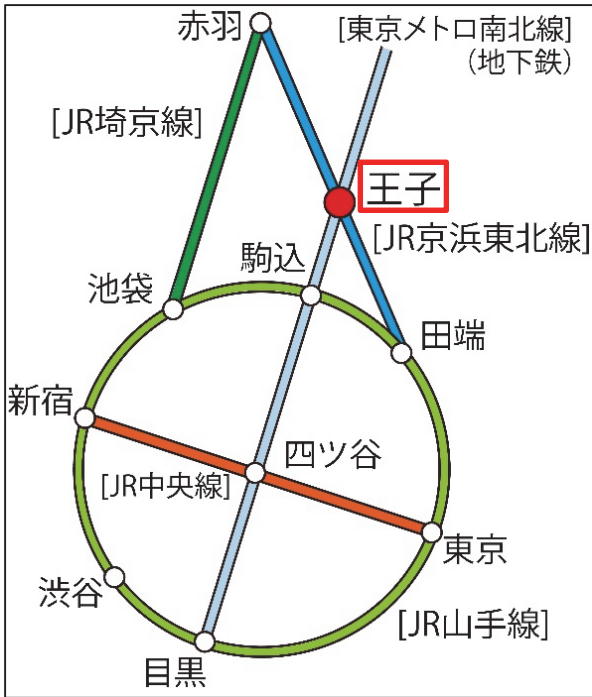 赤羽
[東京メトロ南北線]
(地下鉄)
[JR埼京線]
王子
[JR京浜東北線]
駒込
池袋
田端
新宿
四ツ谷
[JR中央線]
東京
渋谷
[JR山手線]
目黒